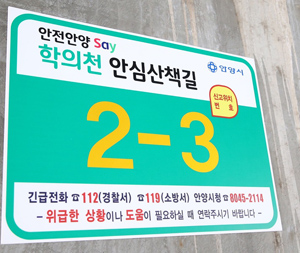 안전안양 Say
학의천 안심산책길
안양시
신고위치
번호
2-3
긴급전화 ☎112(경찰서) ☎119(소방서) 안양시청 ☎8045-2114
- 위급한 상황이나 도움이 필요하실 때 연락주시기 바랍니다 -